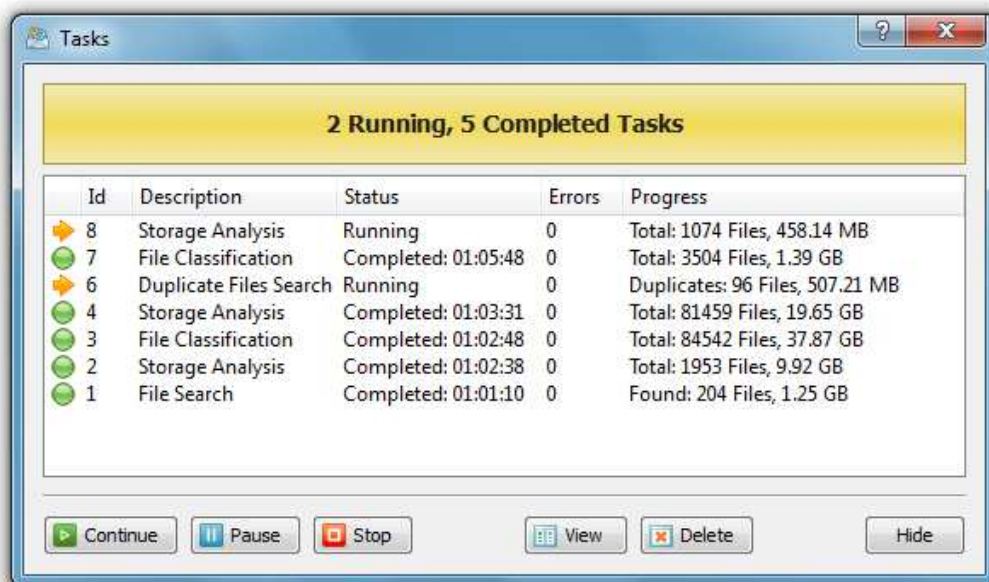 Tasks
2 Running, 5 Completed Tasks
Id Description Status Errors Progress
8 Storage Analysis Running 0 Total: 1074 Files, 458.14 MB
7 File Classification Completed: 01:05:48 0 Total: 3504 Files, 1.39 GB
6 Duplicate Files Search Running 0 Duplicates: 96 Files, 507.21 MB
4 Storage Analysis Completed: 01:03:31 0 Total: 81459 Files, 19.65 GB
3 File Classification Completed: 01:02:48 0 Total: 84542 Files, 37.87 GB
2 Storage Analysis Completed: 01:02:38 0 Total: 1953 Files, 9.92 GB
1 File Search Completed: 01:01:10 0 Found: 204 Files, 1.25 GB
Continue Pause Stop View Delete Hide